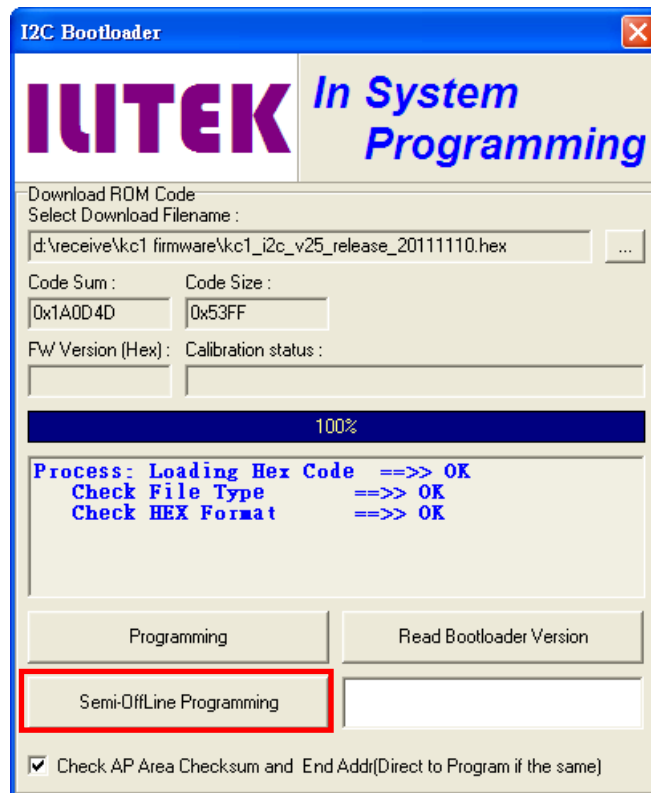 I2C Bootloader
ILITEK
In System
Programming
Download ROM Code
Select Download Filename :
d:\receive\kc1 firmware\kc1_i2c_v25_release_20111110.hex
...
Code Sum :
Code Size :
0x1A0D4D
0x53FF
FW Version (Hex) :
Calibration status :
100%
Process: Loading Hex Code ==>> OK
Check File Type ==>> OK
Check HEX Format ==>> OK
Programming
Read Bootloader Version
Semi-OffLine Programming
Check AP Area Checksum and End Addr(Direct to Program if the same)